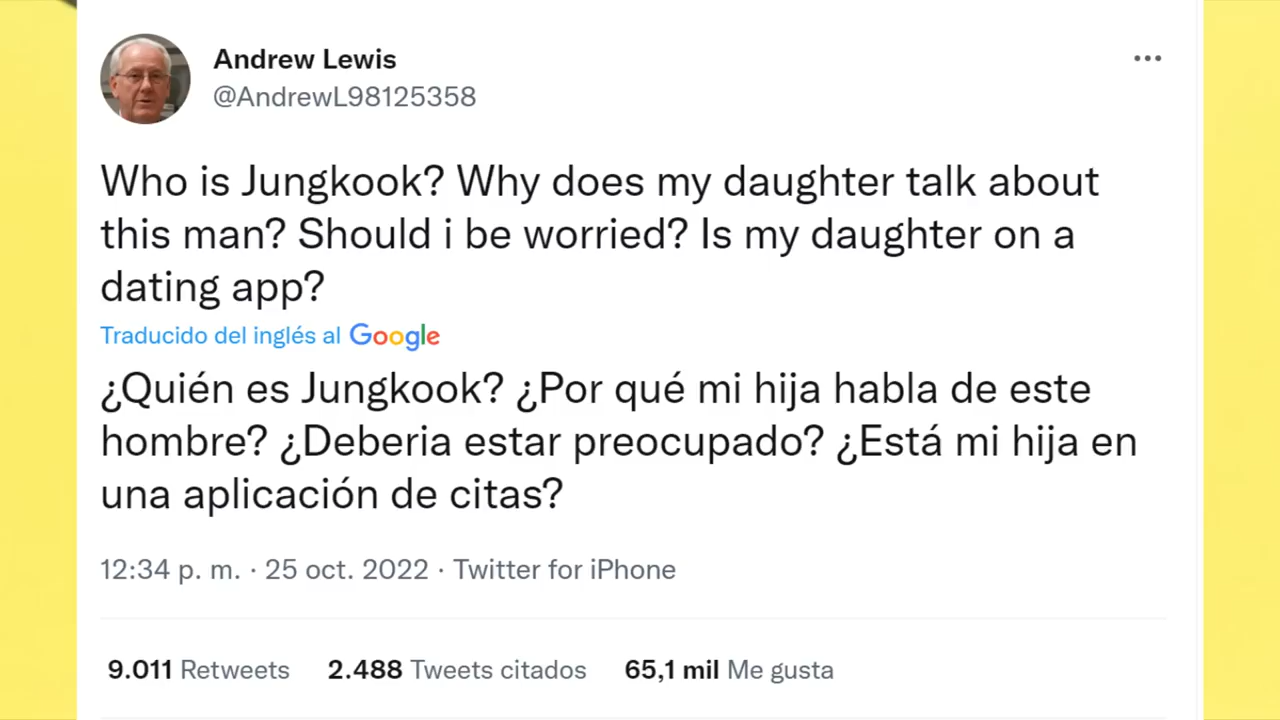 Andrew Lewis
@AndrewL98125358
Who is Jungkook? Why does my daughter talk about
this man? Should i be worried? Is my daughter on a
dating app?
Traducido del inglés al Google
¿Quién es Jungkook? ¿Por qué mi hija habla de este
hombre? ¿Deberia estar preocupado? ¿Está mi hija en
una aplicación de citas?
12:34 p. m. · 25 oct. 2022 · Twitter for iPhone
9.011 Retweets 2.488 Tweets citados 65,1 mil Me gusta